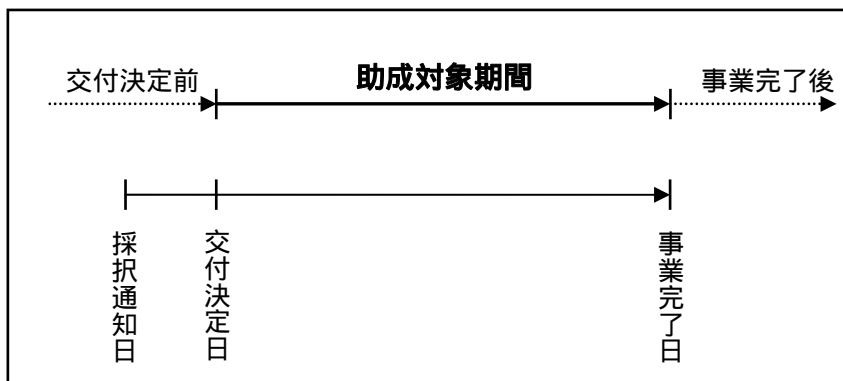 交付決定前
助成対象期間
事業完了後
採択通知日
交付決定日
事業完了日